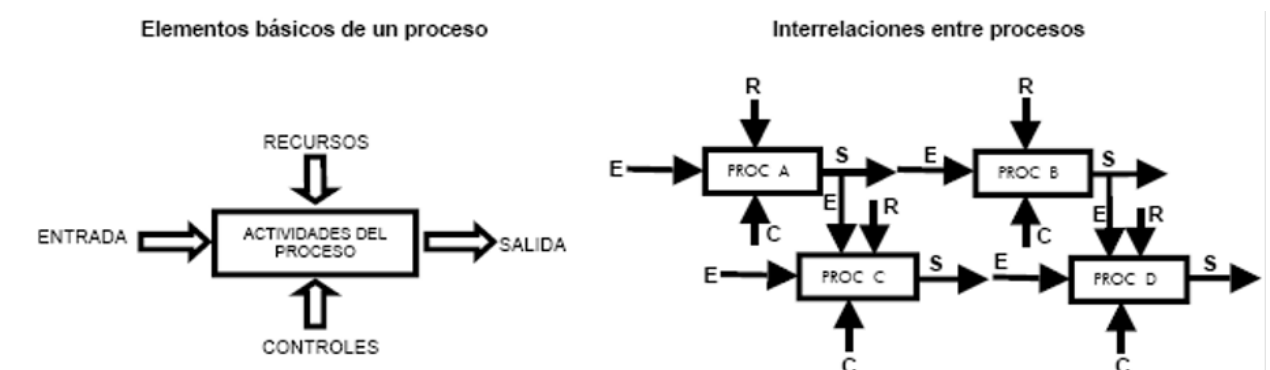 Elementos básicos de un proceso
RECURSOS
ENTRADA
ACTIVIDADES DEL
PROCESO
SALIDA
CONTROLES
Interrelaciones entre procesos
R
R
E
PROC A
S
E
PROC B
S
E
R
E
R
C
C
E
PROC C
S
E
PROC D
S
C
C